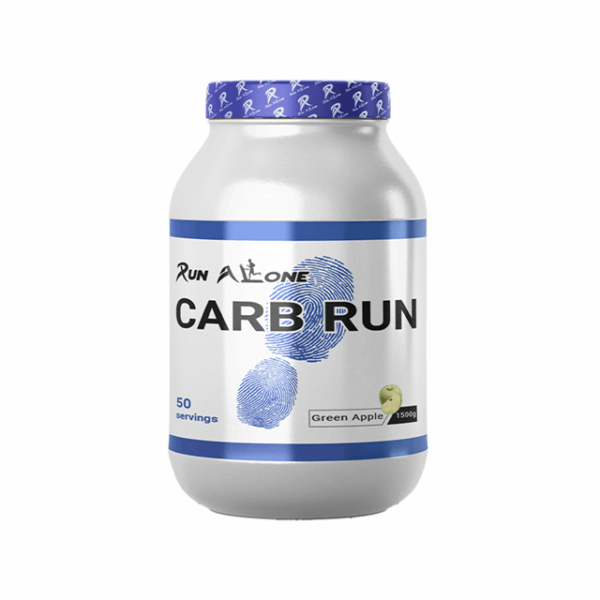 RUN ALONE
CARB RUN
50
servings
Green Apple
1500g